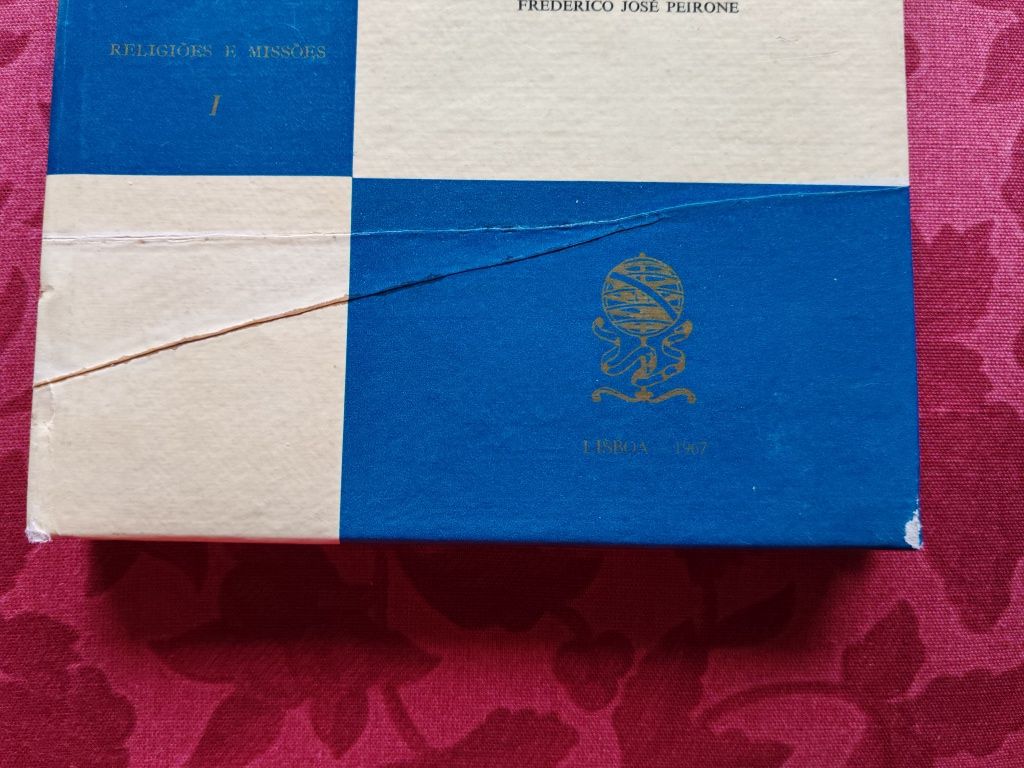 FREDERICO JOSÉ PEIRONE
RELIGIÕES E MISSÕES
I
LISBOA 1967